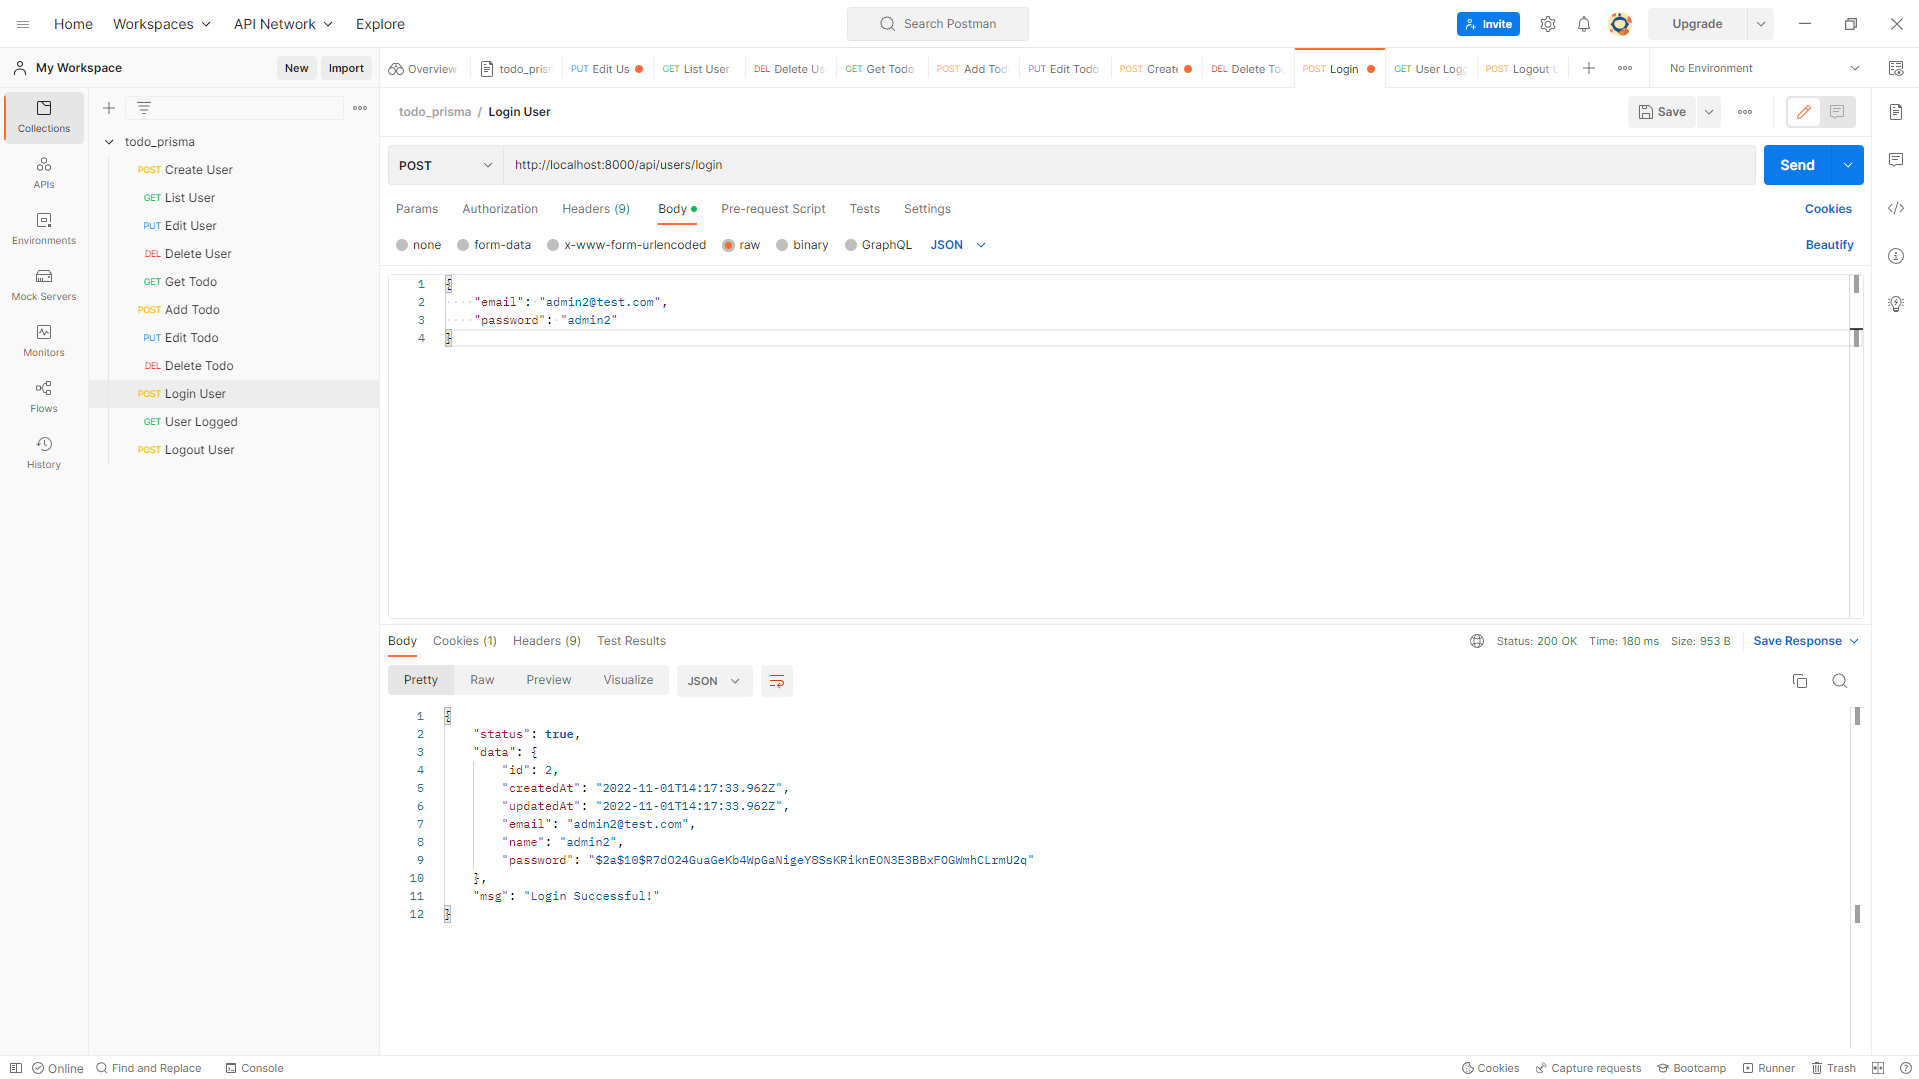 Home Workspaces API Network Explore Search Postman Invite Upgrade
My Workspace New Import
Overview todo_prism PUT Edit Us GET List User DEL Delete Us GET Get Todo POST Add Tod PUT Edit Todo POST Create DEL Delete Tod POST Login GET User Logg POST Logout U No Environment
Collections
APIs
Environments
Mock Servers
Monitors
Flows
History
todo_prisma
POST Create User
GET List User
PUT Edit User
DEL Delete User
GET Get Todo
POST Add Todo
PUT Edit Todo
DEL Delete Todo
POST Login User
GET User Logged
POST Logout User
todo_prisma / Login User Save
POST http://localhost:8000/api/users/login Send
Params Authorization Headers (9) Body Pre-request Script Tests Settings Cookies
none form-data x-www-form-urlencoded raw binary GraphQL JSON Beautify
1 {
2 "email": "admin2@test.com",
3 "password": "admin2"
4 }
Body Cookies (1) Headers (9) Test Results Status: 200 OK Time: 180 ms Size: 953 B Save Response
Pretty Raw Preview Visualize JSON
1 {
2 "status": true,
3 "data": {
4 "id": 2,
5 "createdAt": "2022-11-01T14:17:33.962Z",
6 "updatedAt": "2022-11-01T14:17:33.962Z",
7 "email": "admin2@test.com",
8 "name": "admin2",
9 "password": "$2a$10$R7dO24GuaGeKb4WpGaNigeY8SsKRiknEON3E3BBxFOGWmhCLrmU2q"
10 },
11 "msg": "Login Successful!"
12 }
Online Find and Replace Console Cookies Capture requests Bootcamp Runner Trash